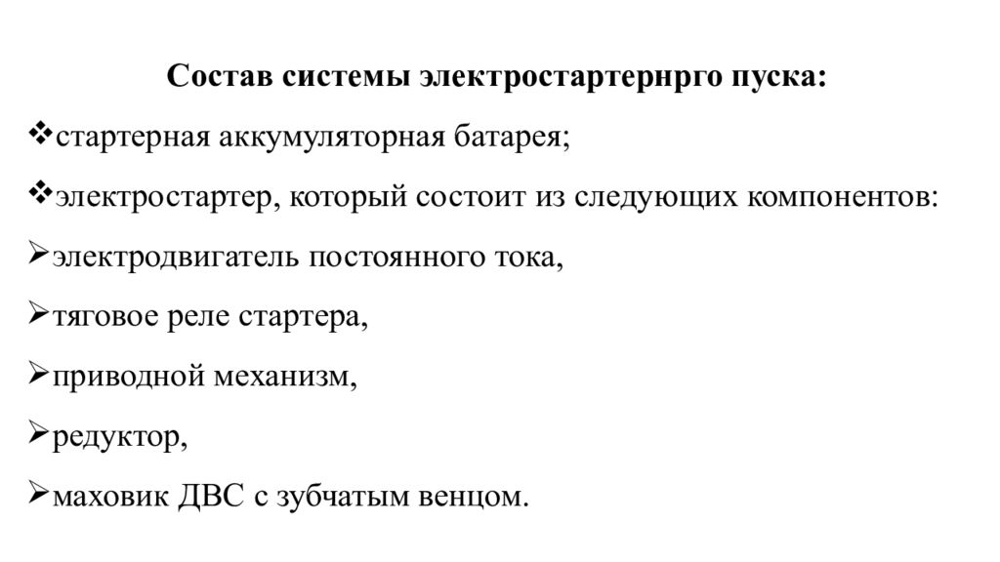 Состав системы электростартернрго пуска:
❖стартерная аккумуляторная батарея;
❖электростартер, который состоит из следующих компонентов:
➢электродвигатель постоянного тока,
➢тяговое реле стартера,
➢приводной механизм,
➢редуктор,
➢маховик ДВС с зубчатым венцом.